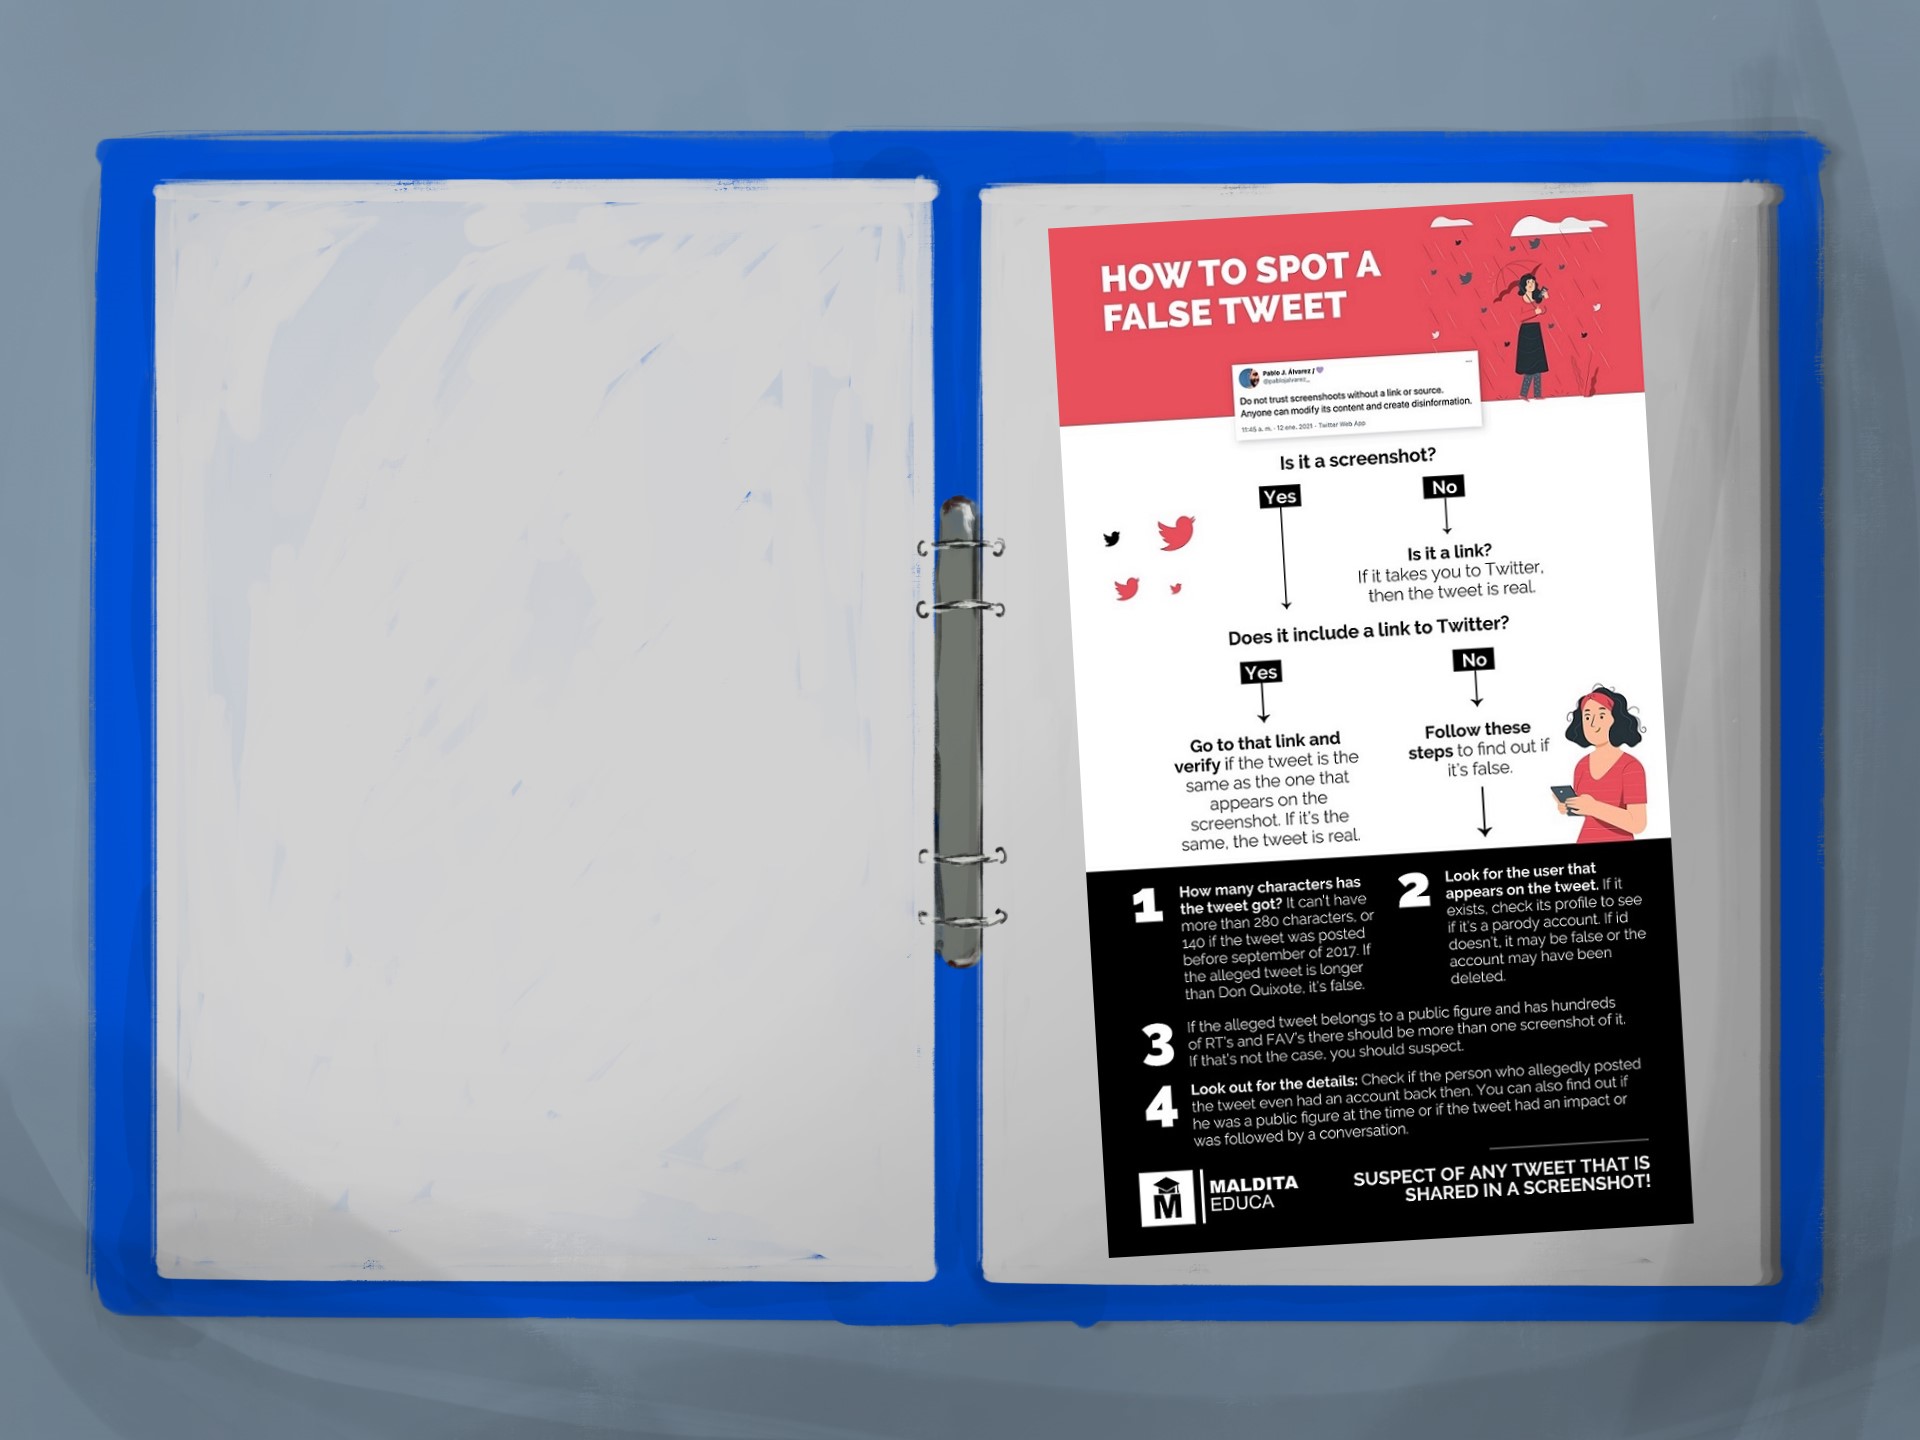 HOW TO SPOT A
FALSE TWEET
Pablo J. Álvarez /
@pablojalvarez_
Do not trust screenshoots without a link or source.
Anyone can modify its content and create disinformation.
11:45 a. m. · 12 ene. 2021 · Twitter Web App
Is it a screenshot?
Yes
No
Is it a link?
If it takes you to Twitter,
then the tweet is real.
Does it include a link to Twitter?
Yes
No
Go to that link and
verify if the tweet is the
same as the one that
appears on the
screenshot. If it's the
same, the tweet is real.
Follow these
steps to find out if
it's false.
1
How many characters has
the tweet got? It can't have
more than 280 characters, or
140 if the tweet was posted
before september of 2017. If
the alleged tweet is longer
than Don Quixote, it's false.
2
Look for the user that
appears on the tweet. If it
exists, check its profile to see
if it's a parody account. If id
doesn't, it may be false or the
account may have been
deleted.
3
If the alleged tweet belongs to a public figure and has hundreds
of RT's and FAV's there should be more than one screenshot of it.
If that's not the case, you should suspect.
4
Look out for the details: Check if the person who allegedly posted
the tweet even had an account back then. You can also find out if
he was a public figure at the time or if the tweet had an impact or
was followed by a conversation.
M
MALDITA
EDUCA
SUSPECT OF ANY TWEET THAT IS
SHARED IN A SCREENSHOT!